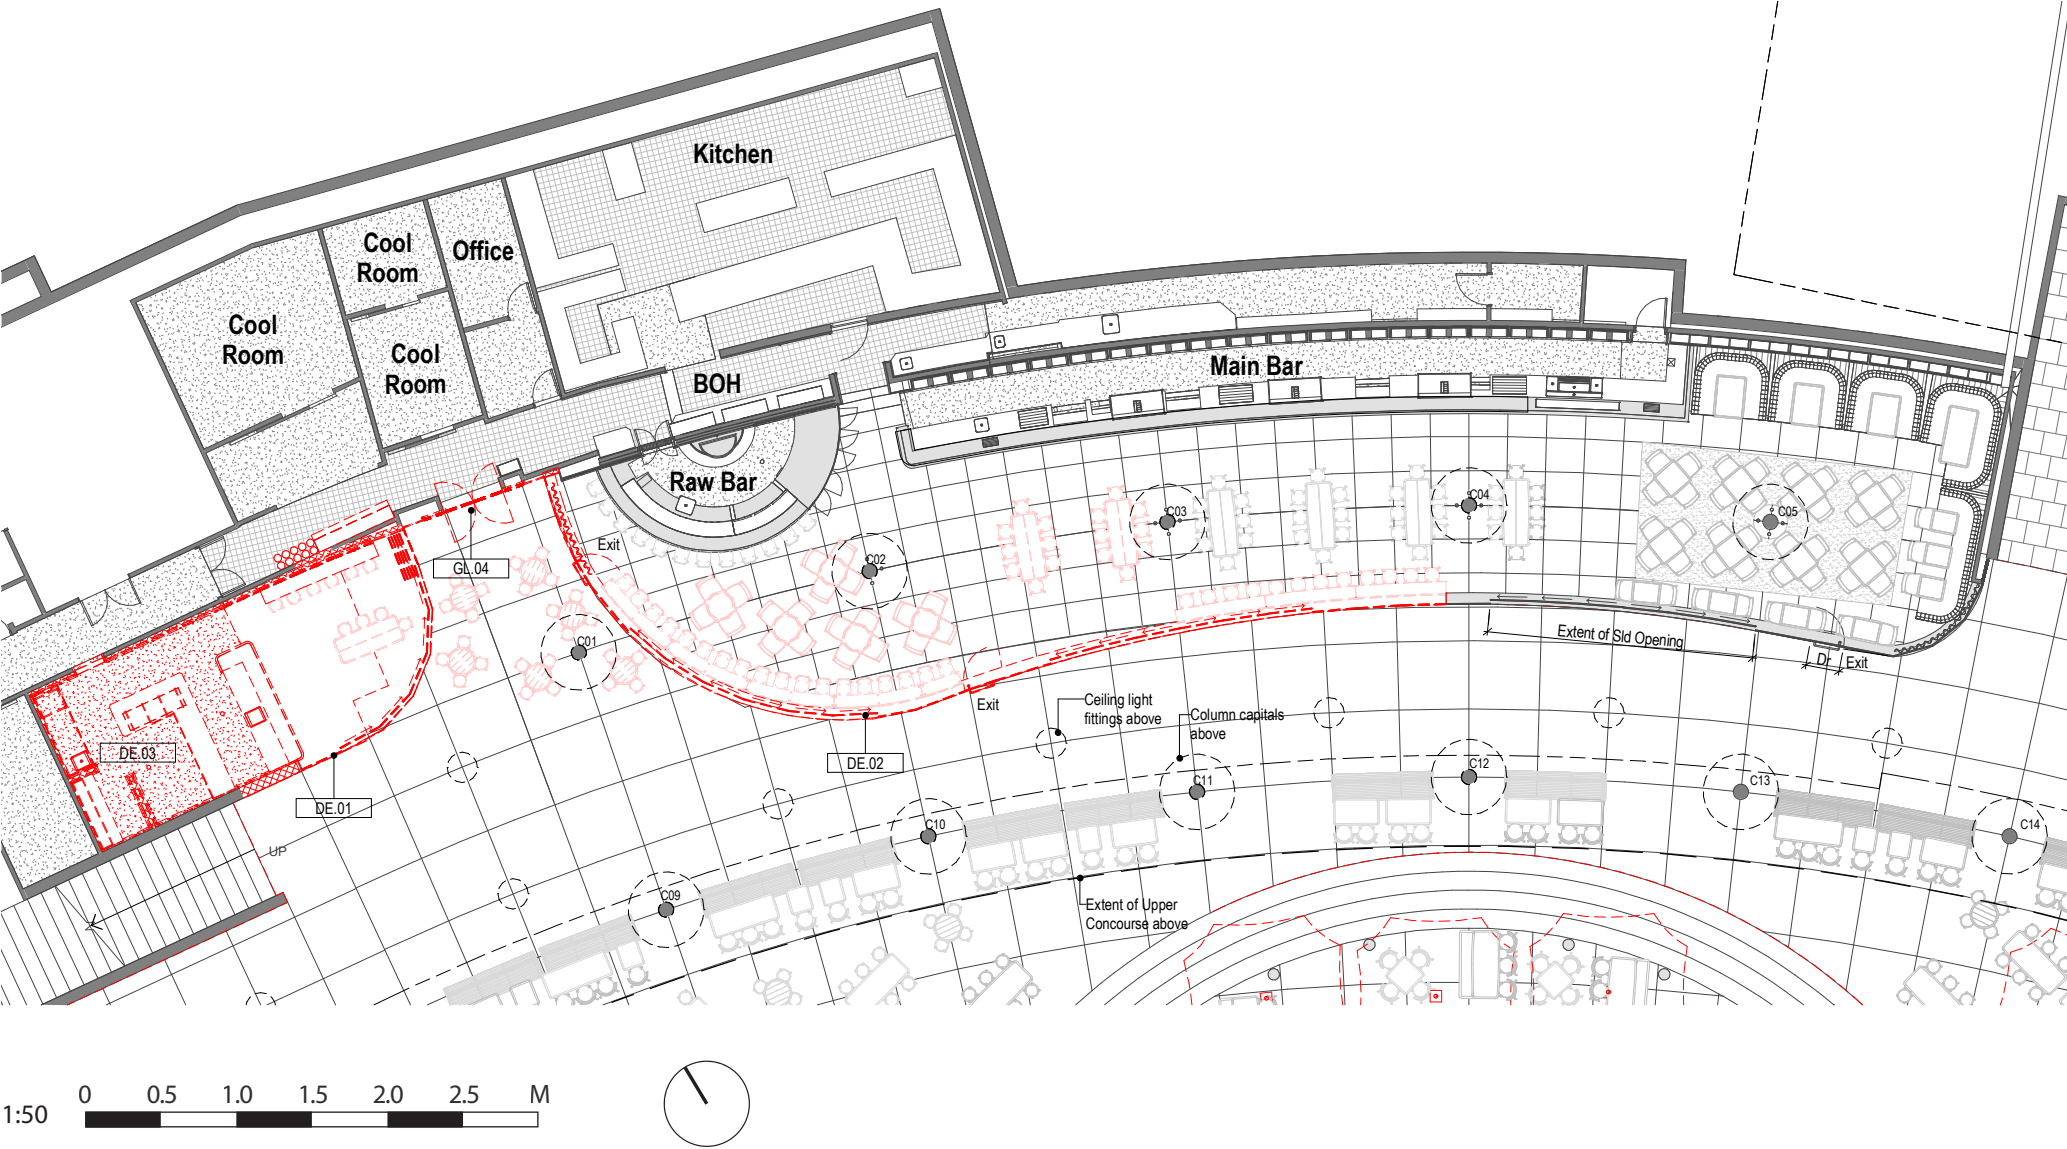 Kitchen
Cool
Room
Office
Cool
Room
Cool
Room
BOH
Main Bar
Raw Bar
C04
C03
C05
Exit
C02
GL.04
C01
Extent of Sld Opening
Dr
Exit
Exit
Ceiling light
fittings above
Column capitals
above
DE.03
DE.02
DE.01
C12
C11
C13
C10
C14
UP
C09
Extent of Upper
Concourse above
1:50
0 0.5 1.0 1.5 2.0 2.5 M